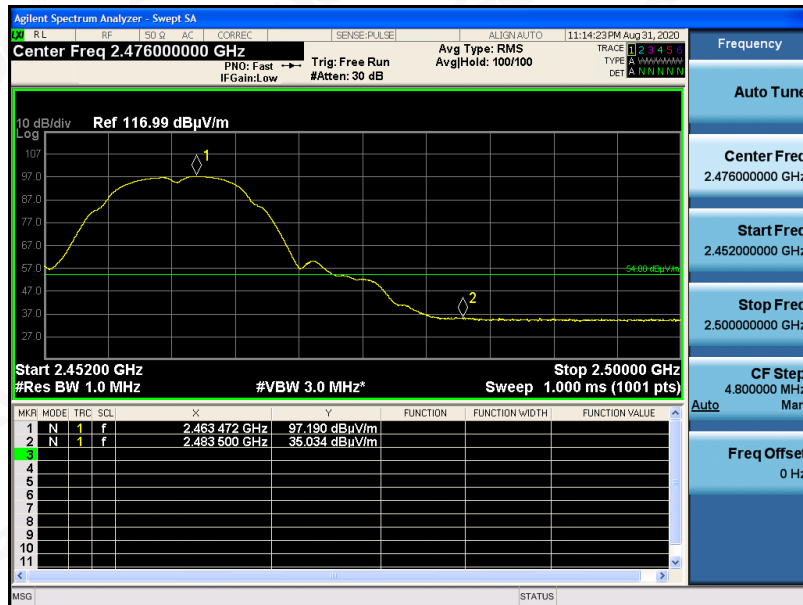 Agilent Spectrum Analyzer - Swept SA
LXI RL RF 50 Ω AC CORREC SENSE:PULSE ALIGN AUTO 11:14:23 PM Aug 31, 2020
Center Freq 2.476000000 GHz
PNO: Fast
IFGain:Low
Trig: Free Run
#Atten: 30 dB
Avg Type: RMS
Avg|Hold: 100/100
TRACE 1 2 3 4 5 6
TYPE A WWWWW
DET A N N N N N
10 dB/div Ref 116.99 dBµV/m
Log
107
97.0
87.0
77.0
67.0
57.0
47.0
37.0
27.0
1
2
54.00 dBµV/m
Start 2.45200 GHz Stop 2.50000 GHz
#Res BW 1.0 MHz #VBW 3.0 MHz* Sweep 1.000 ms (1001 pts)
MKR MODE TRC SCL X Y FUNCTION FUNCTION WIDTH FUNCTION VALUE
1 N 1 f 2.463 472 GHz 97.190 dBµV/m
2 N 1 f 2.483 500 GHz 35.034 dBµV/m
3
4
5
6
7
8
9
10
11
MSG STATUS
Frequency
Auto Tune
Center Freq
2.476000000 GHz
Start Freq
2.452000000 GHz
Stop Freq
2.500000000 GHz
CF Step
4.800000 MHz
Auto Man
Freq Offset
0 Hz